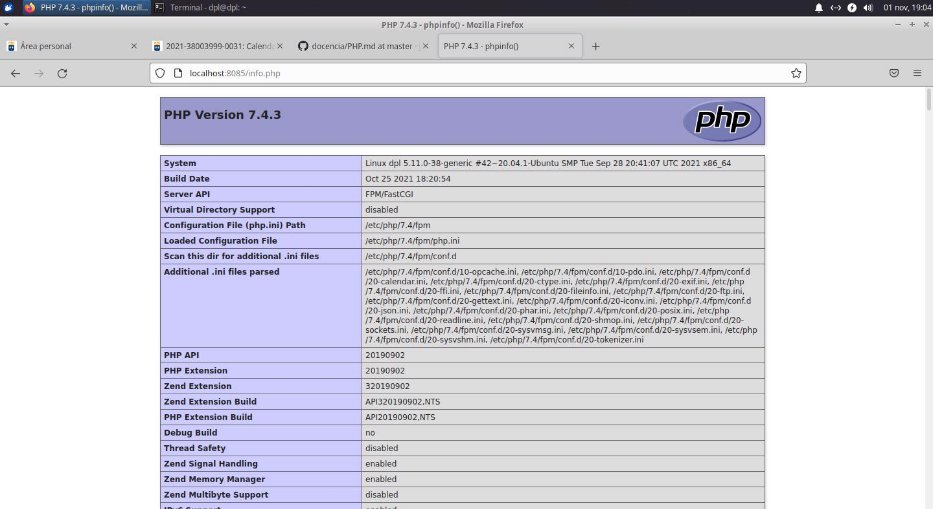 PHP 7.4.3 - phpinfo() - Mozill...
Terminal - dpl@dpl: ~
01 nov, 19:04
PHP 7.4.3 - phpinfo() - Mozilla Firefox
Área personal
2021-38003999-0031: Calend
docencia/PHP.md at master
PHP 7.4.3 - phpinfo()
localhost:8085/info.php
PHP Version 7.4.3
php
System Linux dpl 5.11.0-38-generic #42~20.04.1-Ubuntu SMP Tue Sep 28 20:41:07 UTC 2021 x86_64
Build Date Oct 25 2021 18:20:54
Server API FPM/FastCGI
Virtual Directory Support disabled
Configuration File (php.ini) Path /etc/php/7.4/fpm
Loaded Configuration File /etc/php/7.4/fpm/php.ini
Scan this dir for additional .ini files /etc/php/7.4/fpm/conf.d
Additional .ini files parsed /etc/php/7.4/fpm/conf.d/10-opcache.ini, /etc/php/7.4/fpm/conf.d/10-pdo.ini, /etc/php/7.4/fpm/conf.d
/20-calendar.ini, /etc/php/7.4/fpm/conf.d/20-ctype.ini, /etc/php/7.4/fpm/conf.d/20-exif.ini, /etc/php
/7.4/fpm/conf.d/20-ffi.ini, /etc/php/7.4/fpm/conf.d/20-fileinfo.ini, /etc/php/7.4/fpm/conf.d/20-ftp.ini,
/etc/php/7.4/fpm/conf.d/20-gettext.ini, /etc/php/7.4/fpm/conf.d/20-iconv.ini, /etc/php/7.4/fpm/conf.d
/20-json.ini, /etc/php/7.4/fpm/conf.d/20-phar.ini, /etc/php/7.4/fpm/conf.d/20-posix.ini, /etc/php
/7.4/fpm/conf.d/20-readline.ini, /etc/php/7.4/fpm/conf.d/20-shmop.ini, /etc/php/7.4/fpm/conf.d/20-
sockets.ini, /etc/php/7.4/fpm/conf.d/20-sysvmsg.ini, /etc/php/7.4/fpm/conf.d/20-sysvsem.ini, /etc/php
/7.4/fpm/conf.d/20-sysvshm.ini, /etc/php/7.4/fpm/conf.d/20-tokenizer.ini
PHP API 20190902
PHP Extension 20190902
Zend Extension 320190902
Zend Extension Build API320190902,NTS
PHP Extension Build API20190902,NTS
Debug Build no
Thread Safety disabled
Zend Signal Handling enabled
Zend Memory Manager enabled
Zend Multibyte Support disabled